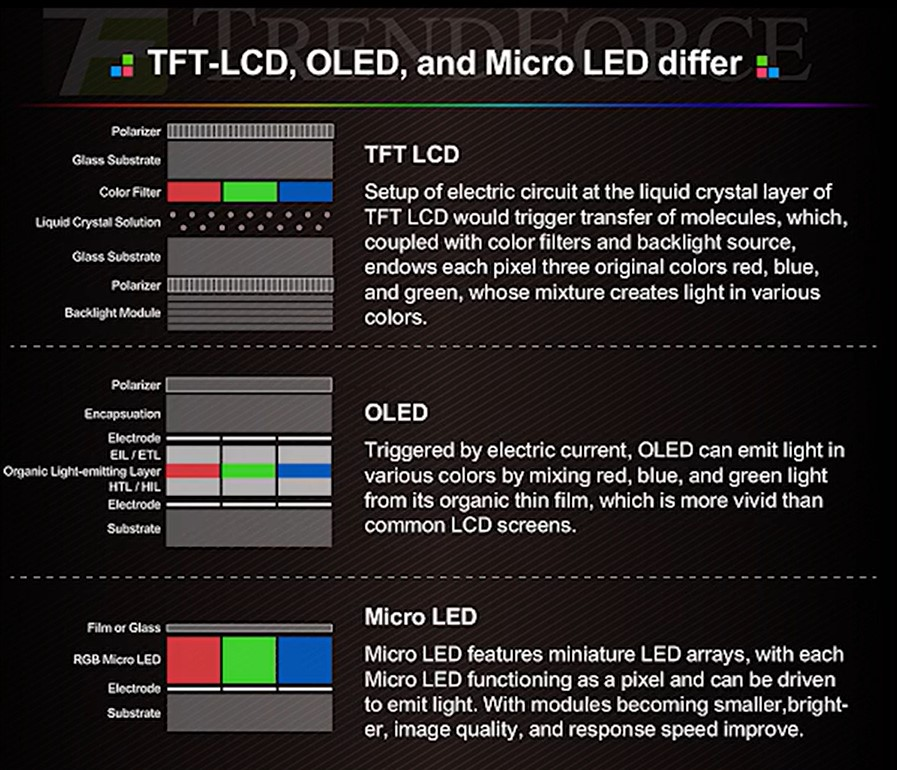 TRENDFORCE
TFT-LCD, OLED, and Micro LED differ
Polarizer
Glass Substrate
Color Filter
Liquid Crystal Solution
Glass Substrate
Polarizer
Backlight Module
TFT LCD
Setup of electric circuit at the liquid crystal layer of
TFT LCD would trigger transfer of molecules, which,
coupled with color filters and backlight source,
endows each pixel three original colors red, blue,
and green, whose mixture creates light in various
colors.
Polarizer
Encapsuation
Electrode
EIL / ETL
Organic Light-emitting Layer
HTL / HIL
Electrode
Substrate
OLED
Triggered by electric current, OLED can emit light in
various colors by mixing red, blue, and green light
from its organic thin film, which is more vivid than
common LCD screens.
Film or Glass
RGB Micro LED
Electrode
Substrate
Micro LED
Micro LED features miniature LED arrays, with each
Micro LED functioning as a pixel and can be driven
to emit light. With modules becoming smaller,bright-
er, image quality, and response speed improve.